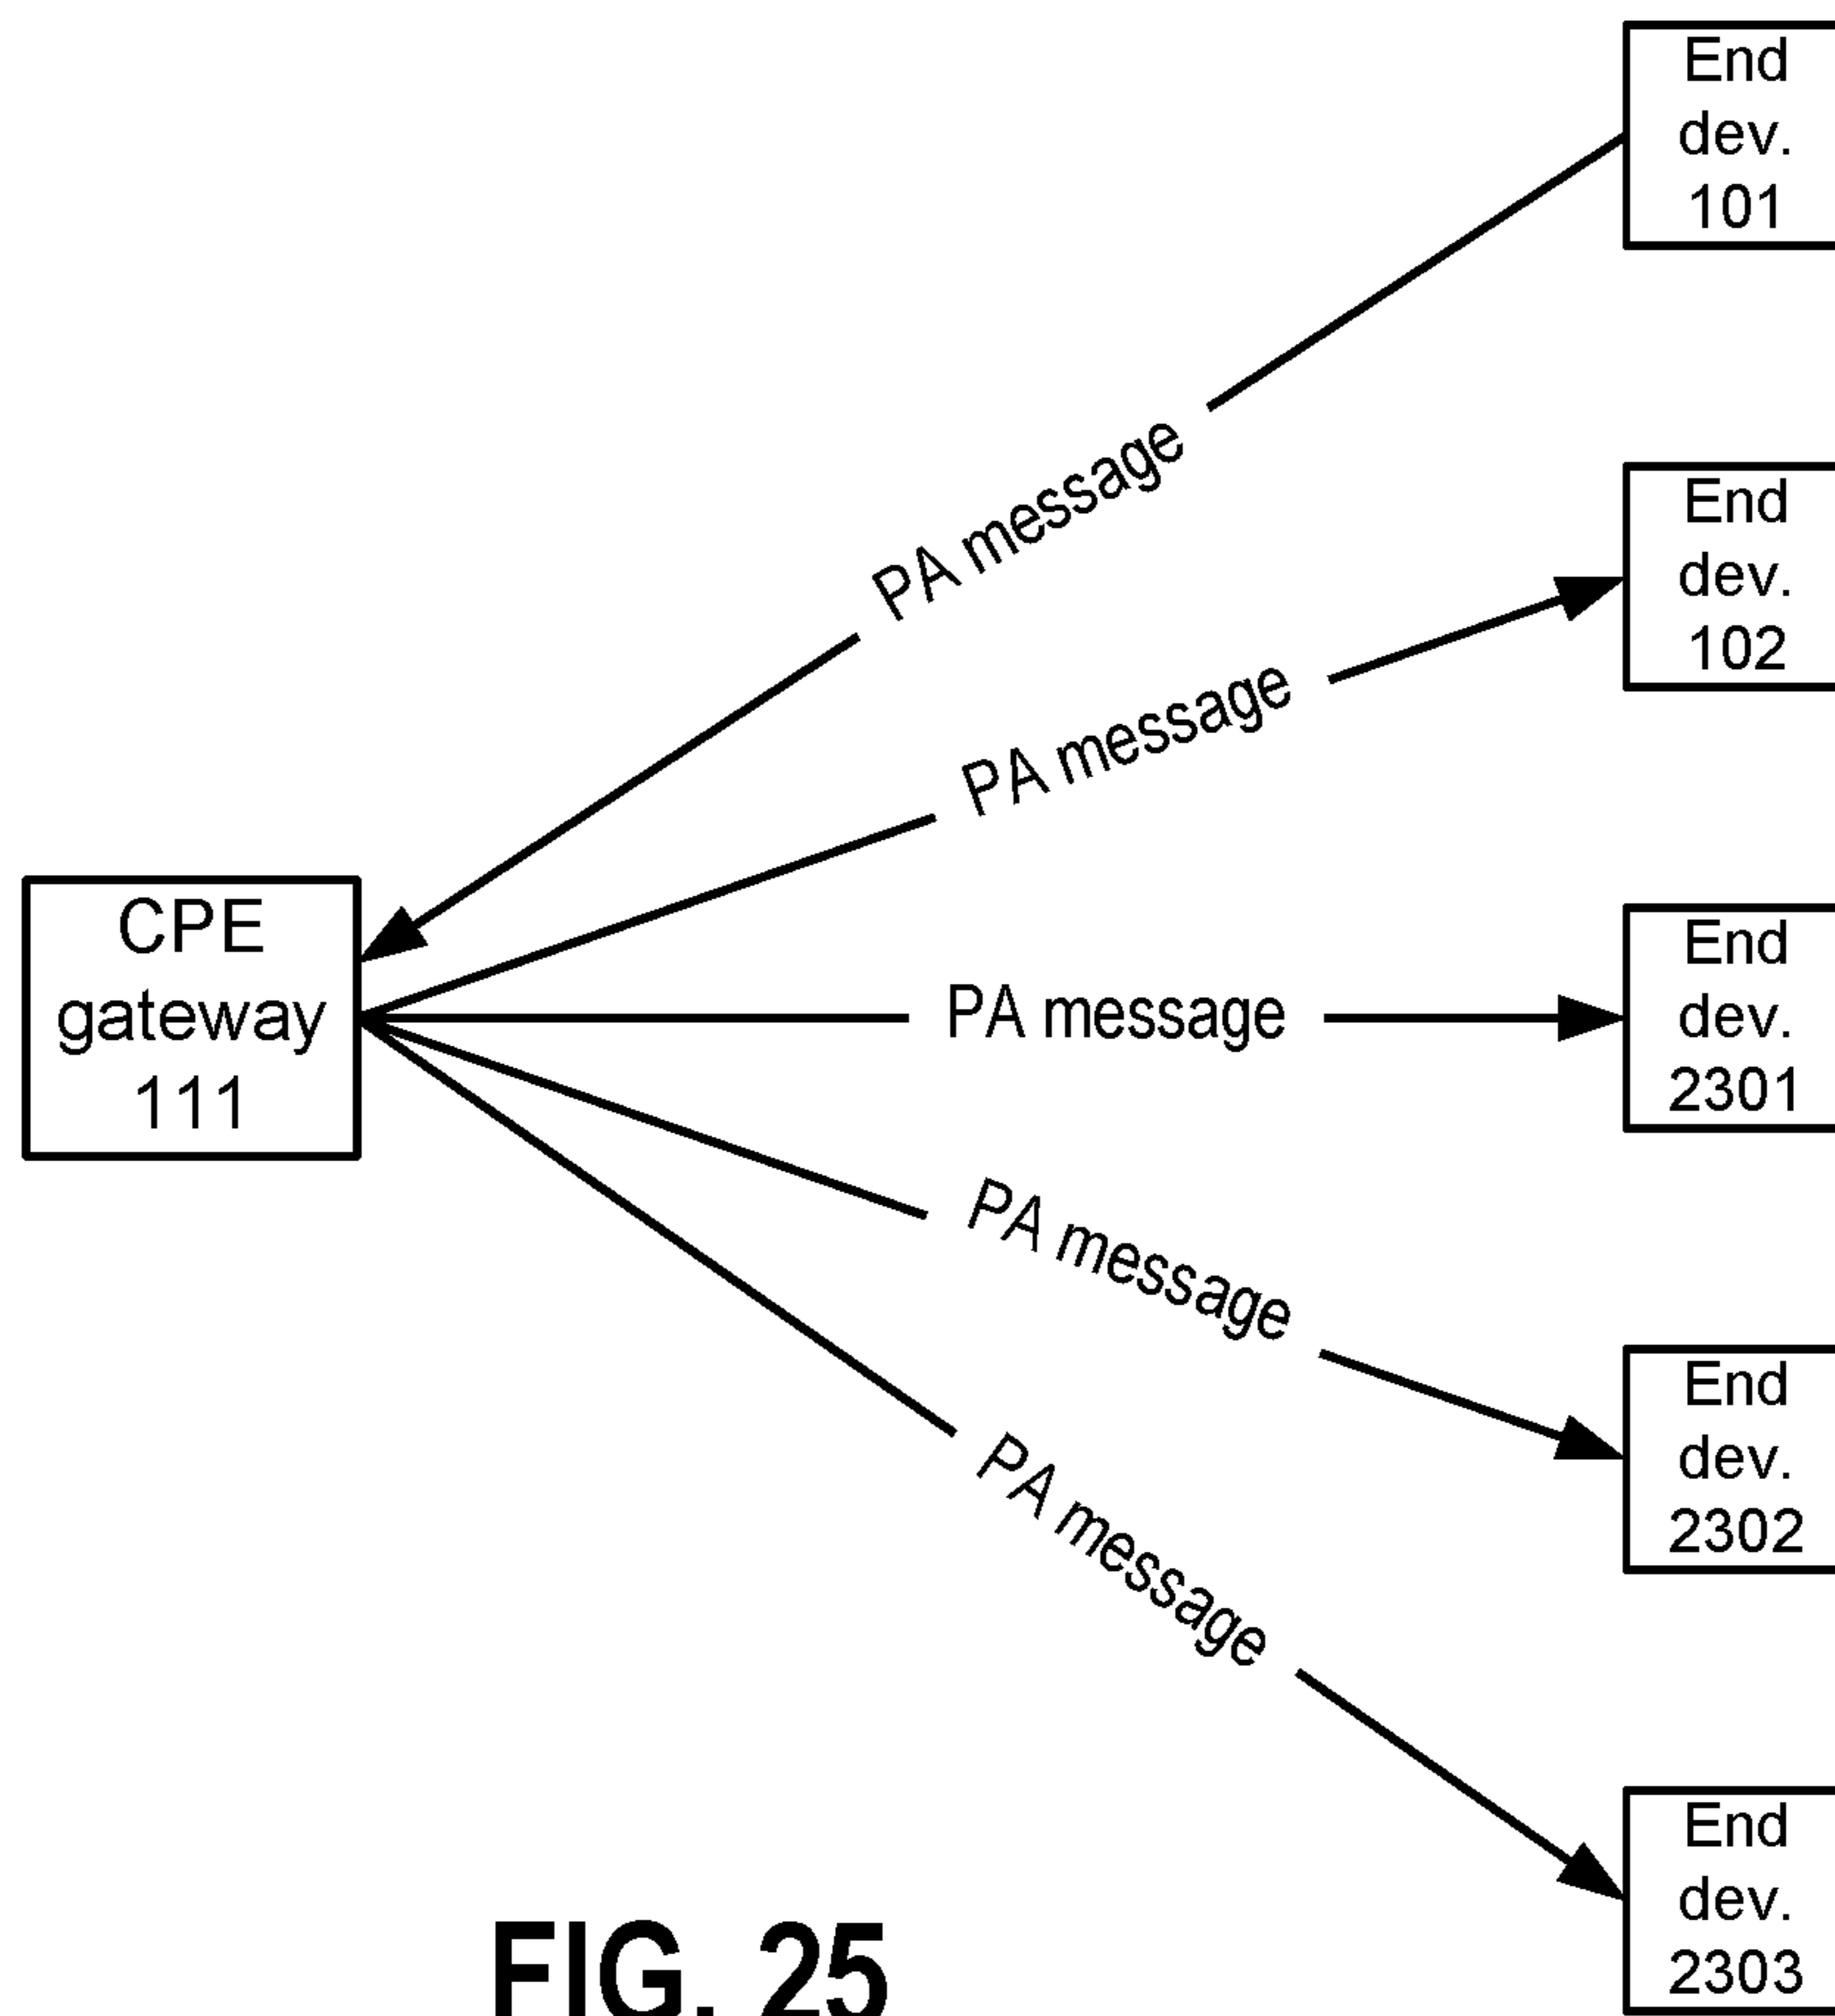 End
dev.
101
PA message
End
dev.
102
PA message
CPE
gateway
111
PA message
End
dev.
2301
PA message
End
dev.
2302
PA message
End
dev.
2303
FIG. 25